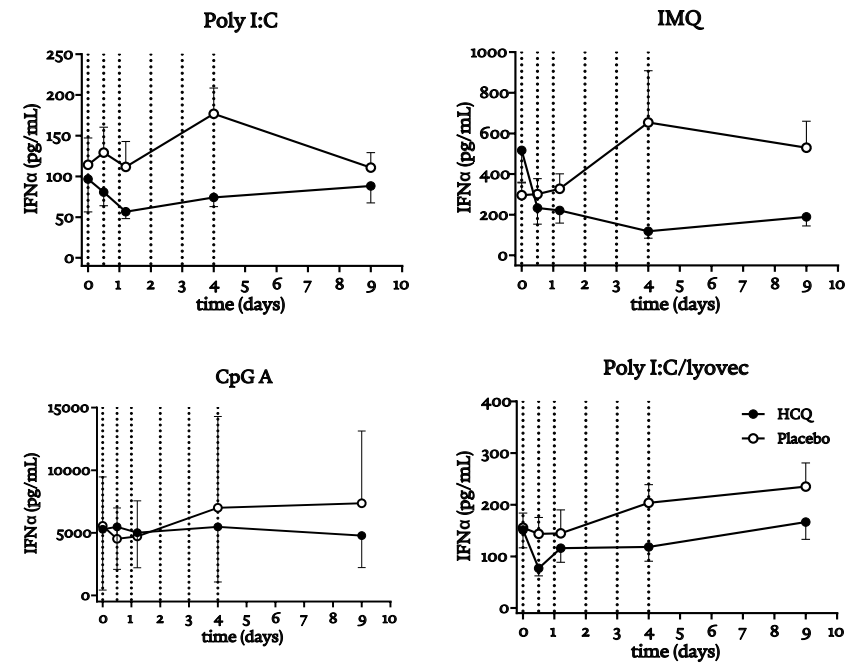 Poly I:C
IFNα (pg/mL)
250
200
150
100
50
0
0 1 2 3 4 5 6 7 8 9 10
time (days)
IMQ
IFNα (pg/mL)
1000
800
600
400
200
0
0 1 2 3 4 5 6 7 8 9 10
time (days)
CpG A
IFNα (pg/mL)
15000
10000
5000
0
0 1 2 3 4 5 6 7 8 9 10
time (days)
Poly I:C/lyovec
IFNα (pg/mL)
400
300
200
100
0
HCQ
Placebo
0 1 2 3 4 5 6 7 8 9 10
time (days)